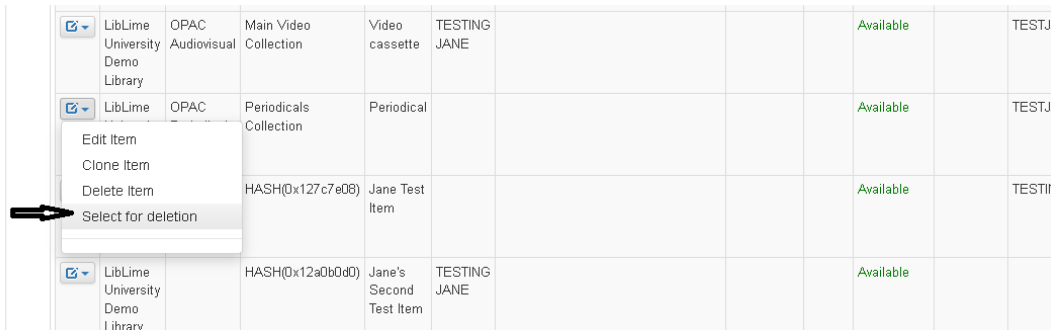 LibLime OPAC Main Video Video TESTING Available TESTJ
University Audiovisual Collection cassette JANE
Demo
Library
LibLime OPAC Periodicals Periodical Available TESTJ
Collection
Edit Item
Clone Item
Delete Item
Select for deletion
HASH(0x127c7e08) Jane Test Available TESTIN
Item
LibLime HASH(0x12a0b0d0) Jane's TESTING Available
University Second JANE
Demo Test Item
Library